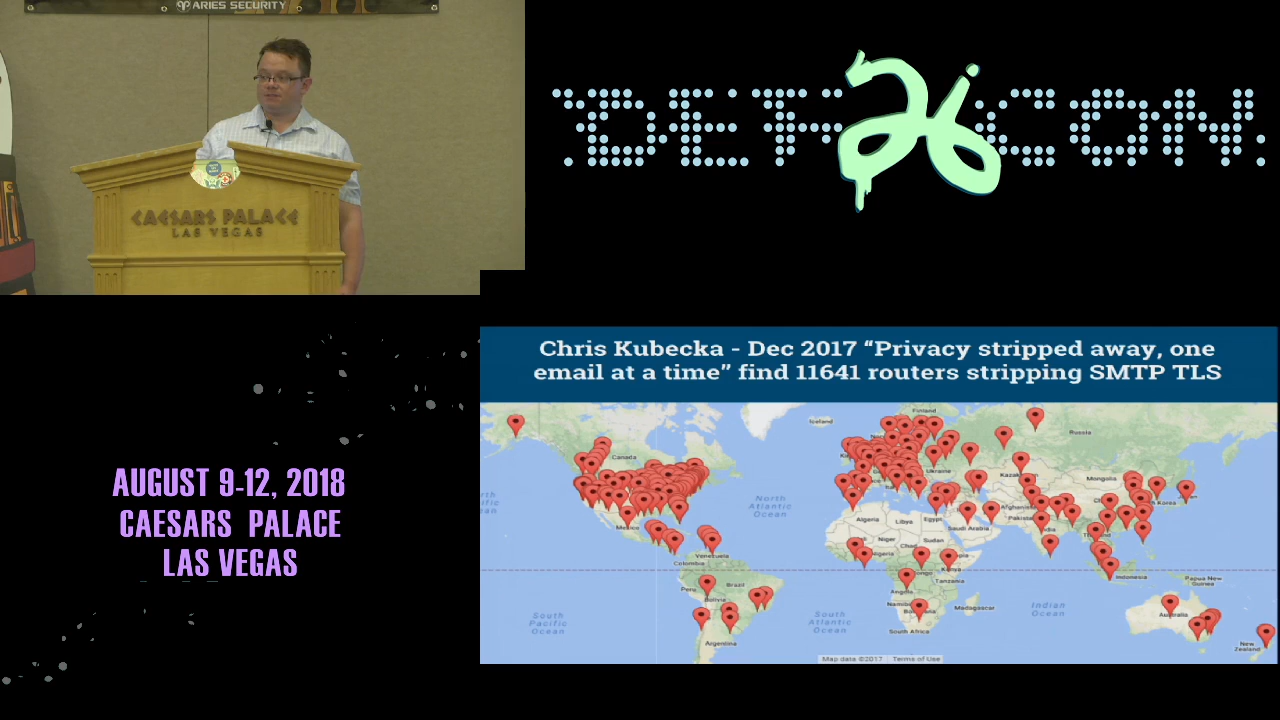 ARIES SECURITY
CAESARS PALACE
LAS VEGAS
DEF 26 CON
AUGUST 9-12, 2018
CAESARS PALACE
LAS VEGAS
Chris Kubecka - Dec 2017 “Privacy stripped away, one
email at a time” find 11641 routers stripping SMTP TLS
Iceland
Finland
Russia
Canada
Ukraine
Mongolia
North
Atlantic
Ocean
Mexico
Algeria
Libya
Egypt
Saudi Arabia
Niger
Sudan
Nigeria
Venezuela
Colombia
Kenya
Tanzania
Indonesia
Papua New
Guinea
Peru
Brazil
Bolivia
Angola
Madagascar
South
Pacific
Ocean
South
Atlantic
Ocean
Indian
Ocean
Australia
South Africa
Argentina
New
Zealand
Map data ©2017
Terms of Use